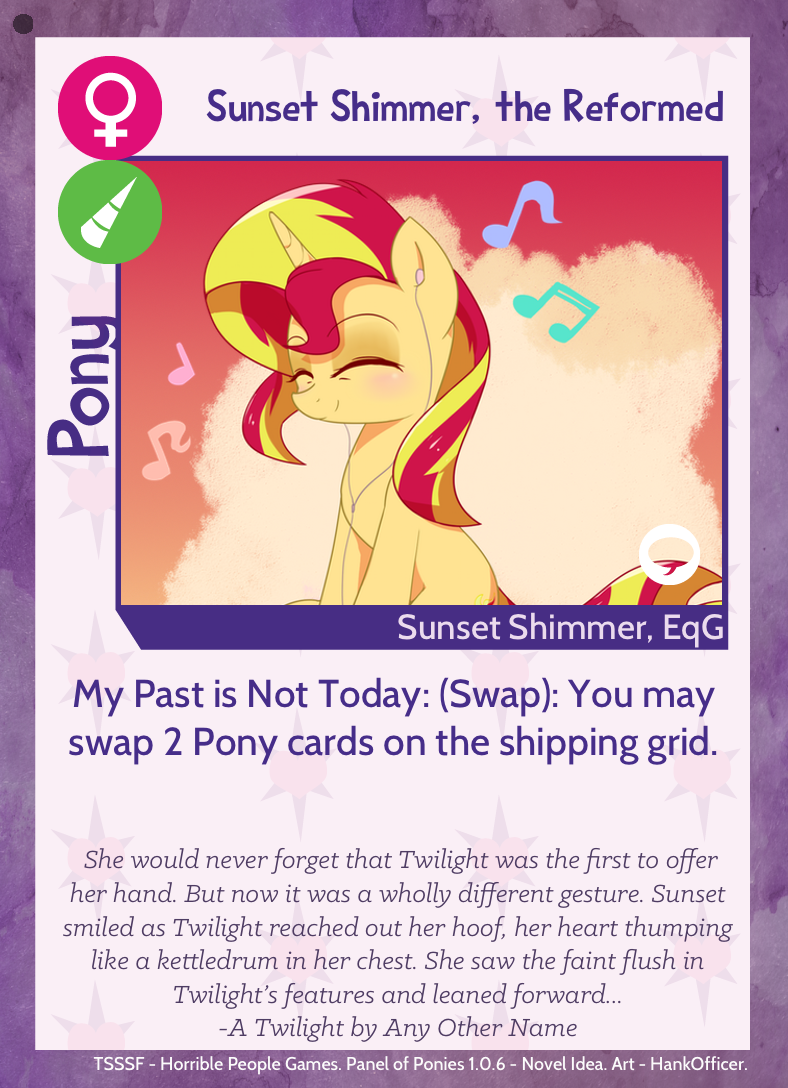 Sunset Shimmer, the Reformed
Pony
Sunset Shimmer, EqG
My Past is Not Today: (Swap): You may
swap 2 Pony cards on the shipping grid.
She would never forget that Twilight was the first to offer
her hand. But now it was a wholly different gesture. Sunset
smiled as Twilight reached out her hoof, her heart thumping
like a kettledrum in her chest. She saw the faint flush in
Twilight's features and leaned forward...
-A Twilight by Any Other Name
TSSSF - Horrible People Games. Panel of Ponies 1.0.6 - Novel Idea. Art - HankOfficer.